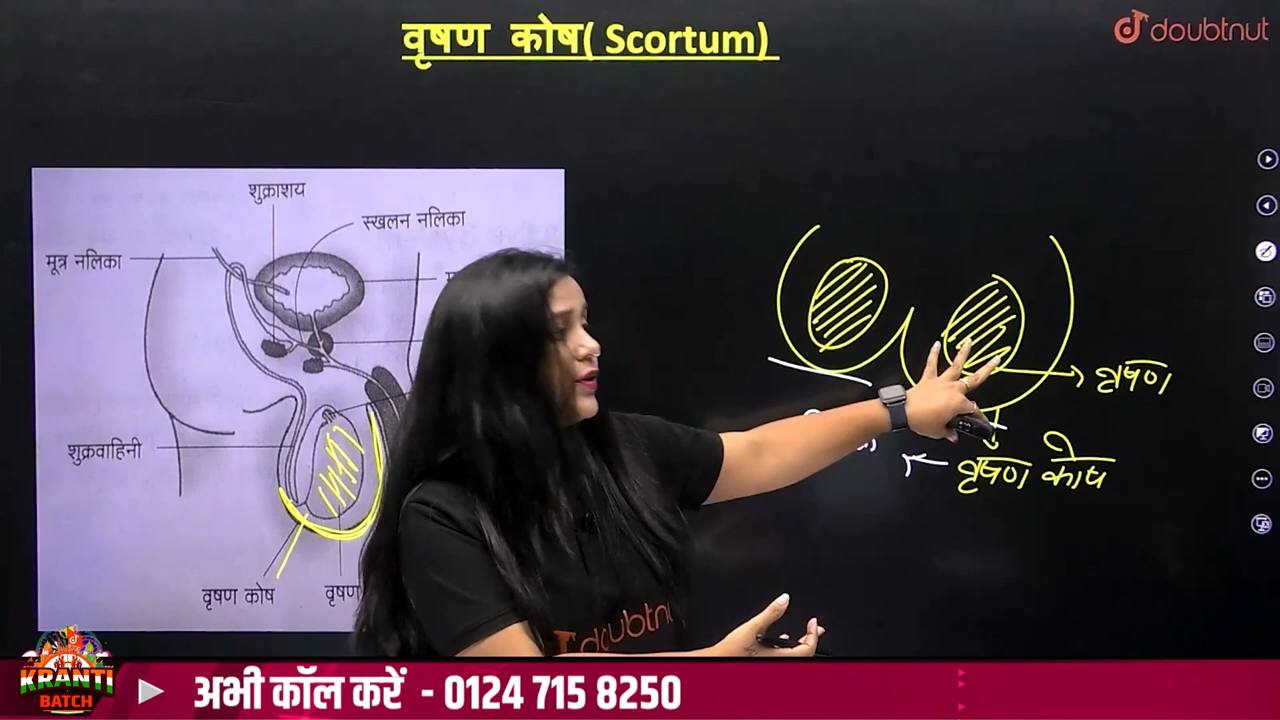 वृषण कोष( Scortum)
doubtnut
शुक्राशय
स्खलन नलिका
मूत्र नलिका
शुक्रवाहिनी
वृषण कोष
वृषण
वृषण
वृषण कोष
doubtnut
KRANTI
BATCH
अभी कॉल करें - 0124 715 8250